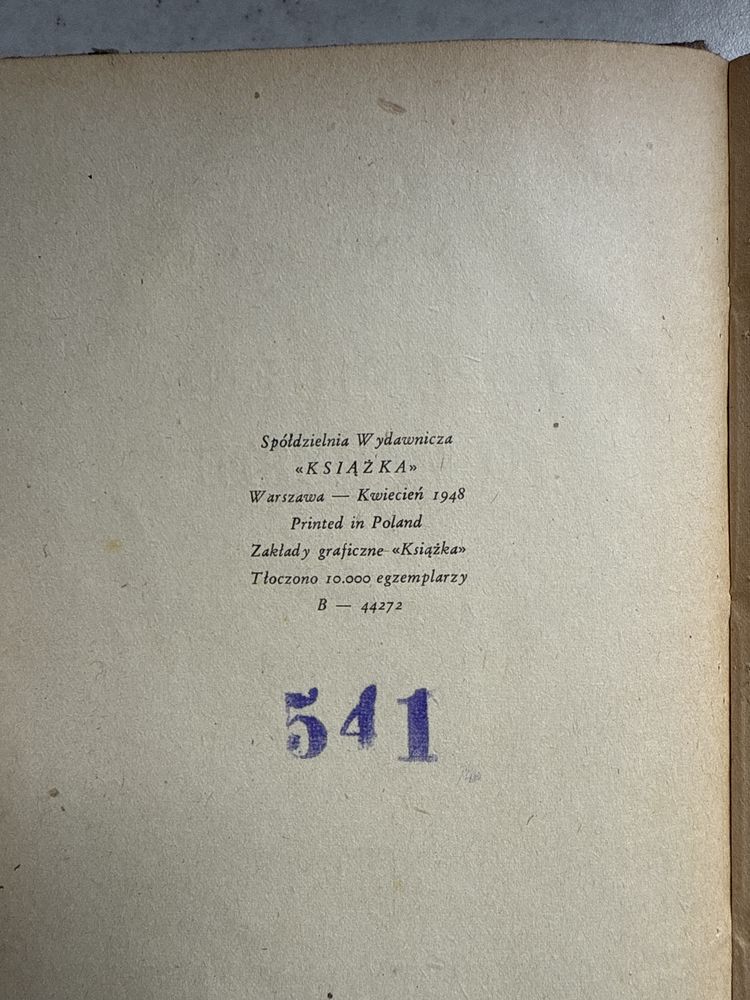 Spółdzielnia Wydawnicza
«KSIĄŻKA»
Warszawa — Kwiecień 1948
Printed in Poland
Zakłady graficzne «Książka»
Tłoczono 10.000 egzemplarzy
B — 44272
541